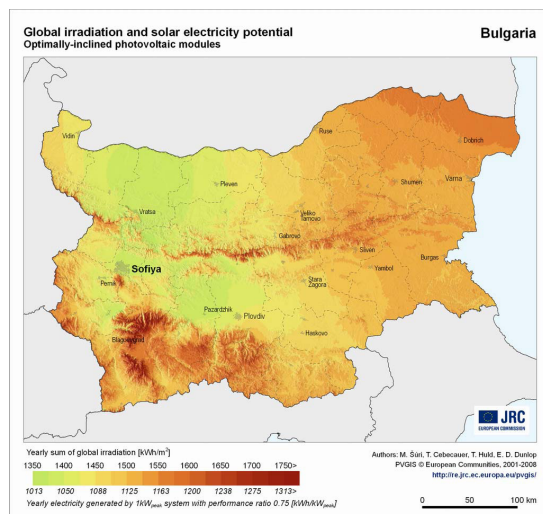 Global irradiation and solar electricity potential
Optimally-inclined photovoltaic modules
Bulgaria
Vidin
Ruse
Dobrich
Pleven
Shumen
Varna
Vratsa
Veliko
Tarnovo
Gabrovo
Sliven
Burgas
Sofiya
Yambol
Pernik
Stara
Zagora
Pazardzhik
Plovdiv
Haskovo
Blagoevgrad
JRC
EUROPEAN COMMISSION
Yearly sum of global irradiation [kWh/m²]
1350 1400 1450 1500 1550 1600 1650 1700 1750>
1013 1050 1088 1125 1163 1200 1238 1275 1313>
Yearly electricity generated by 1kWpeak system with performance ratio 0.75 [kWh/kWpeak]
Authors: M. Šúri, T. Cebecauer, T. Huld, E. D. Dunlop
PVGIS © European Communities, 2001-2008
http://re.jrc.ec.europa.eu/pvgis/
0 50 100 km